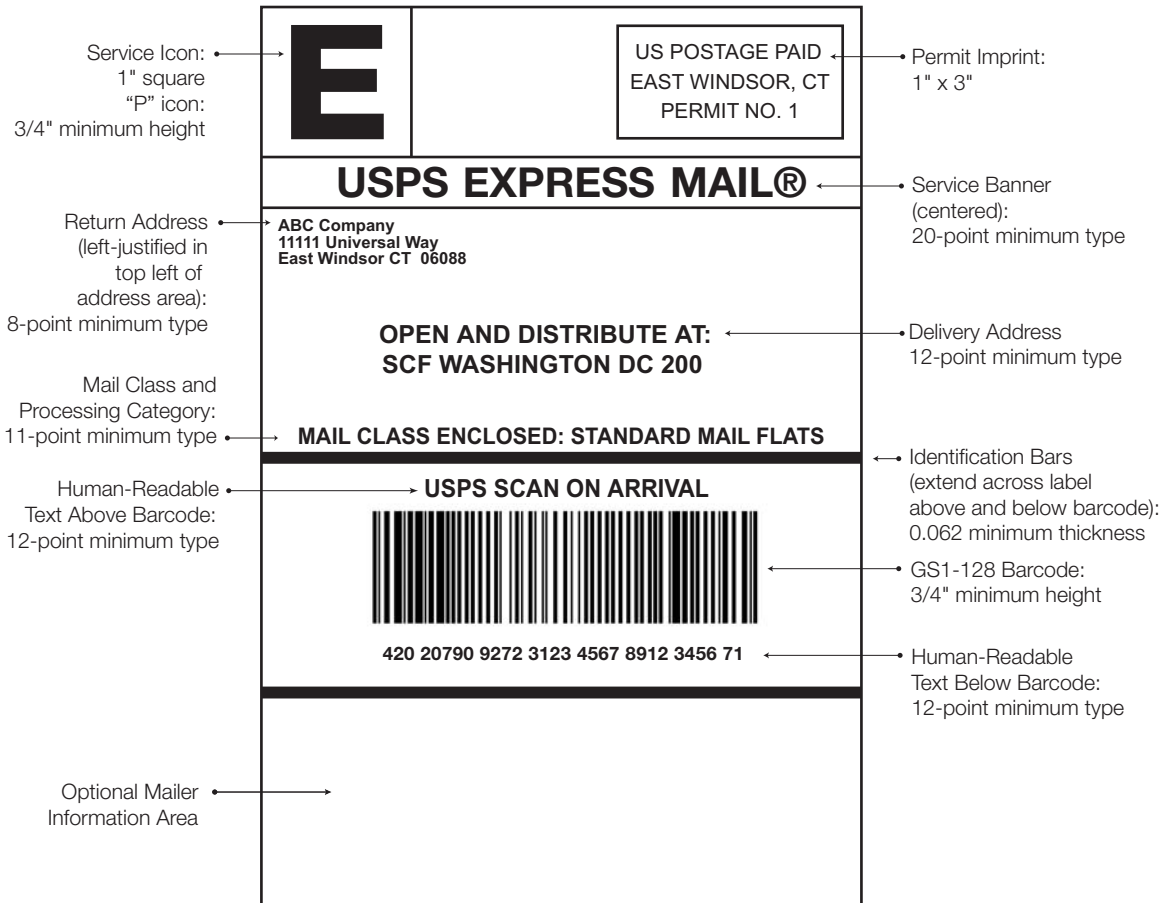 Service Icon:
1" square
“P” icon:
3/4" minimum height
E
US POSTAGE PAID
EAST WINDSOR, CT
PERMIT NO. 1
Permit Imprint:
1" x 3"
USPS EXPRESS MAIL®
Service Banner
(centered):
20-point minimum type
Return Address
(left-justified in
top left of
address area):
8-point minimum type
ABC Company
11111 Universal Way
East Windsor CT 06088
OPEN AND DISTRIBUTE AT:
SCF WASHINGTON DC 200
Delivery Address
12-point minimum type
Mail Class and
Processing Category:
11-point minimum type
MAIL CLASS ENCLOSED: STANDARD MAIL FLATS
Identification Bars
(extend across label
above and below barcode):
0.062 minimum thickness
Human-Readable
Text Above Barcode:
12-point minimum type
USPS SCAN ON ARRIVAL
GS1-128 Barcode:
3/4" minimum height
420 20790 9272 3123 4567 8912 3456 71
Human-Readable
Text Below Barcode:
12-point minimum type
Optional Mailer
Information Area